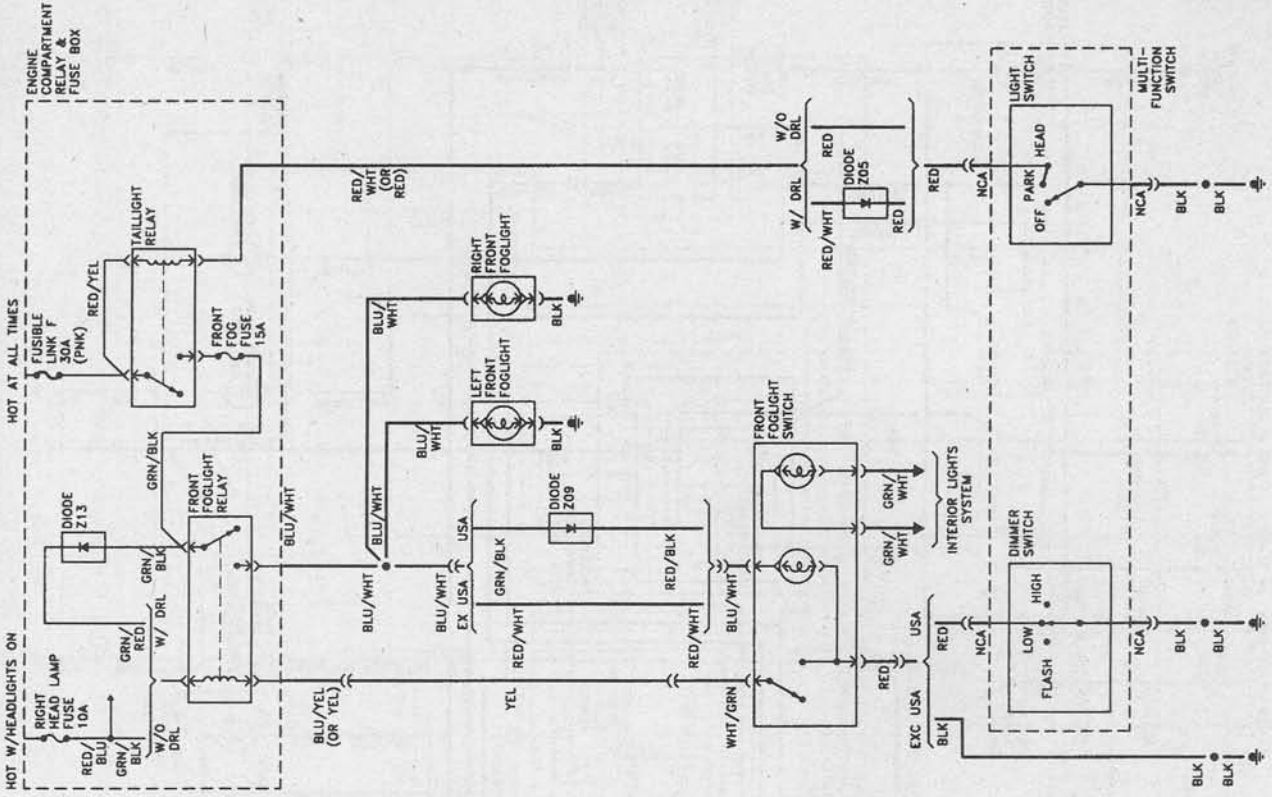 HOT W/HEADLIGHTS ON
HOT AT ALL TIMES
ENGINE
COMPARTMENT
RELAY &
FUSE BOX
RIGHT
HEAD LAMP
FUSE
10A
RED/
BLU
GRN/
BLK
W/O
DRL
GRN/
RED
W/ DRL
DIODE
Z13
GRN/
BLK
GRN/BLK
FRONT
FOGLIGHT
RELAY
FUSIBLE
LINK F
30A
(PNK)
RED/YEL
TAILLIGHT
RELAY
FRONT
FOG
FUSE
15A
BLU/YEL
(OR YEL)
BLU/WHT
BLU/WHT
BLU/WHT
BLU/
WHT
BLU/
WHT
RED/
WHT
(OR
RED)
LEFT
FRONT
FOGLIGHT
BLK
RIGHT
FRONT
FOGLIGHT
BLK
YEL
BLU/WHT
EX USA
USA
RED/WHT
GRN/BLK
DIODE
Z09
RED/WHT
RED/BLK
BLU/WHT
WHT/GRN
FRONT
FOGLIGHT
SWITCH
GRN/
WHT
GRN/
WHT
INTERIOR LIGHTS
SYSTEM
W/ DRL
W/O
DRL
RED/WHT
DIODE
Z05
RED
RED
RED
RED
EXC USA
USA
BLK
RED
NCA
NCA
DIMMER
SWITCH
FLASH
LOW
HIGH
LIGHT
SWITCH
OFF
PARK
HEAD
MULTI-
FUNCTION
SWITCH
NCA
NCA
BLK
BLK
BLK
BLK
BLK
BLK